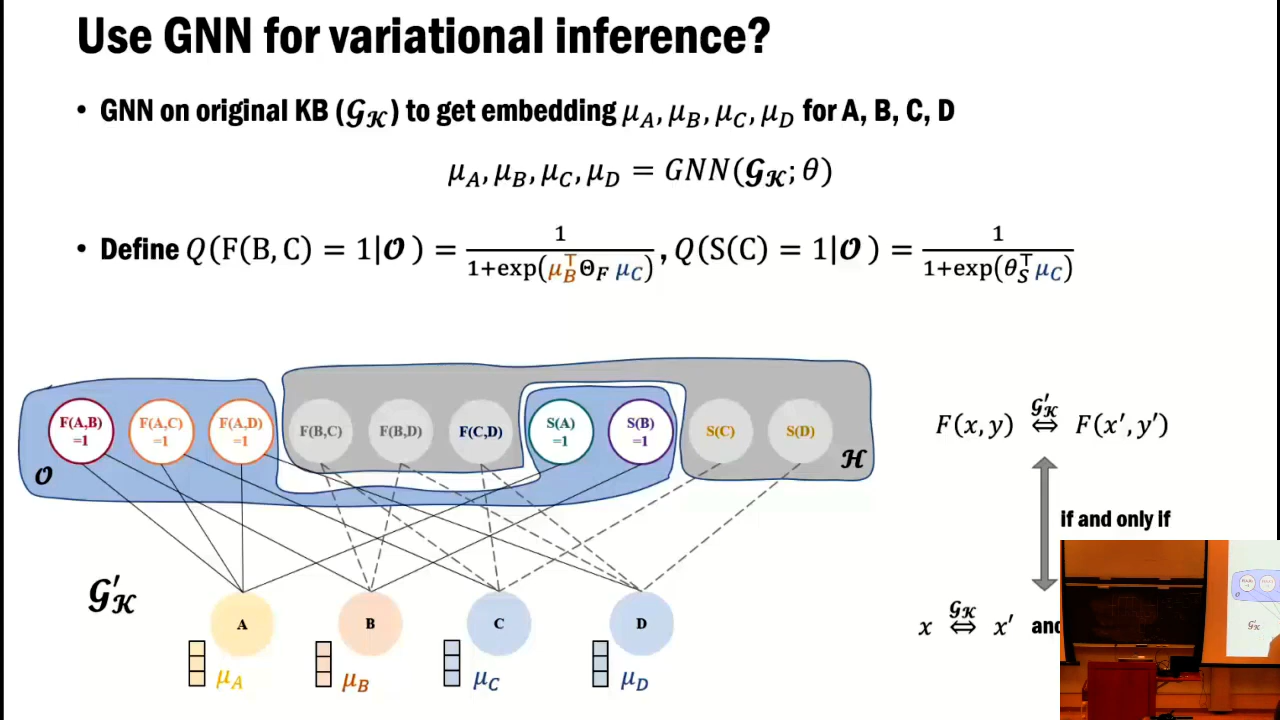 Use GNN for variational inference?
• GNN on original KB (𝓖𝓚) to get embedding μ_A, μ_B, μ_C, μ_D for A, B, C, D
μ_A, μ_B, μ_C, μ_D = GNN(𝓖𝓚; θ)
• Define Q(F(B, C) = 1|𝓞 ) = 1/(1+exp(μ_B^⊤Θ_F μ_C)), Q(S(C) = 1|𝓞 ) = 1/(1+exp(θ_S^⊤μ_C))
F(A,B) =1
F(A,C) =1
F(A,D) =1
F(B,C)
F(B,D)
F(C,D)
S(A) =1
S(B) =1
S(C)
S(D)
𝓞
𝓗
F(x, y) 𝓖′𝓚 ⇔ F(x′, y′)
if and only if
x 𝓖𝓚 ⇔ x′ and
𝓖′𝓚
A
B
C
D
μ_A
μ_B
μ_C
μ_D